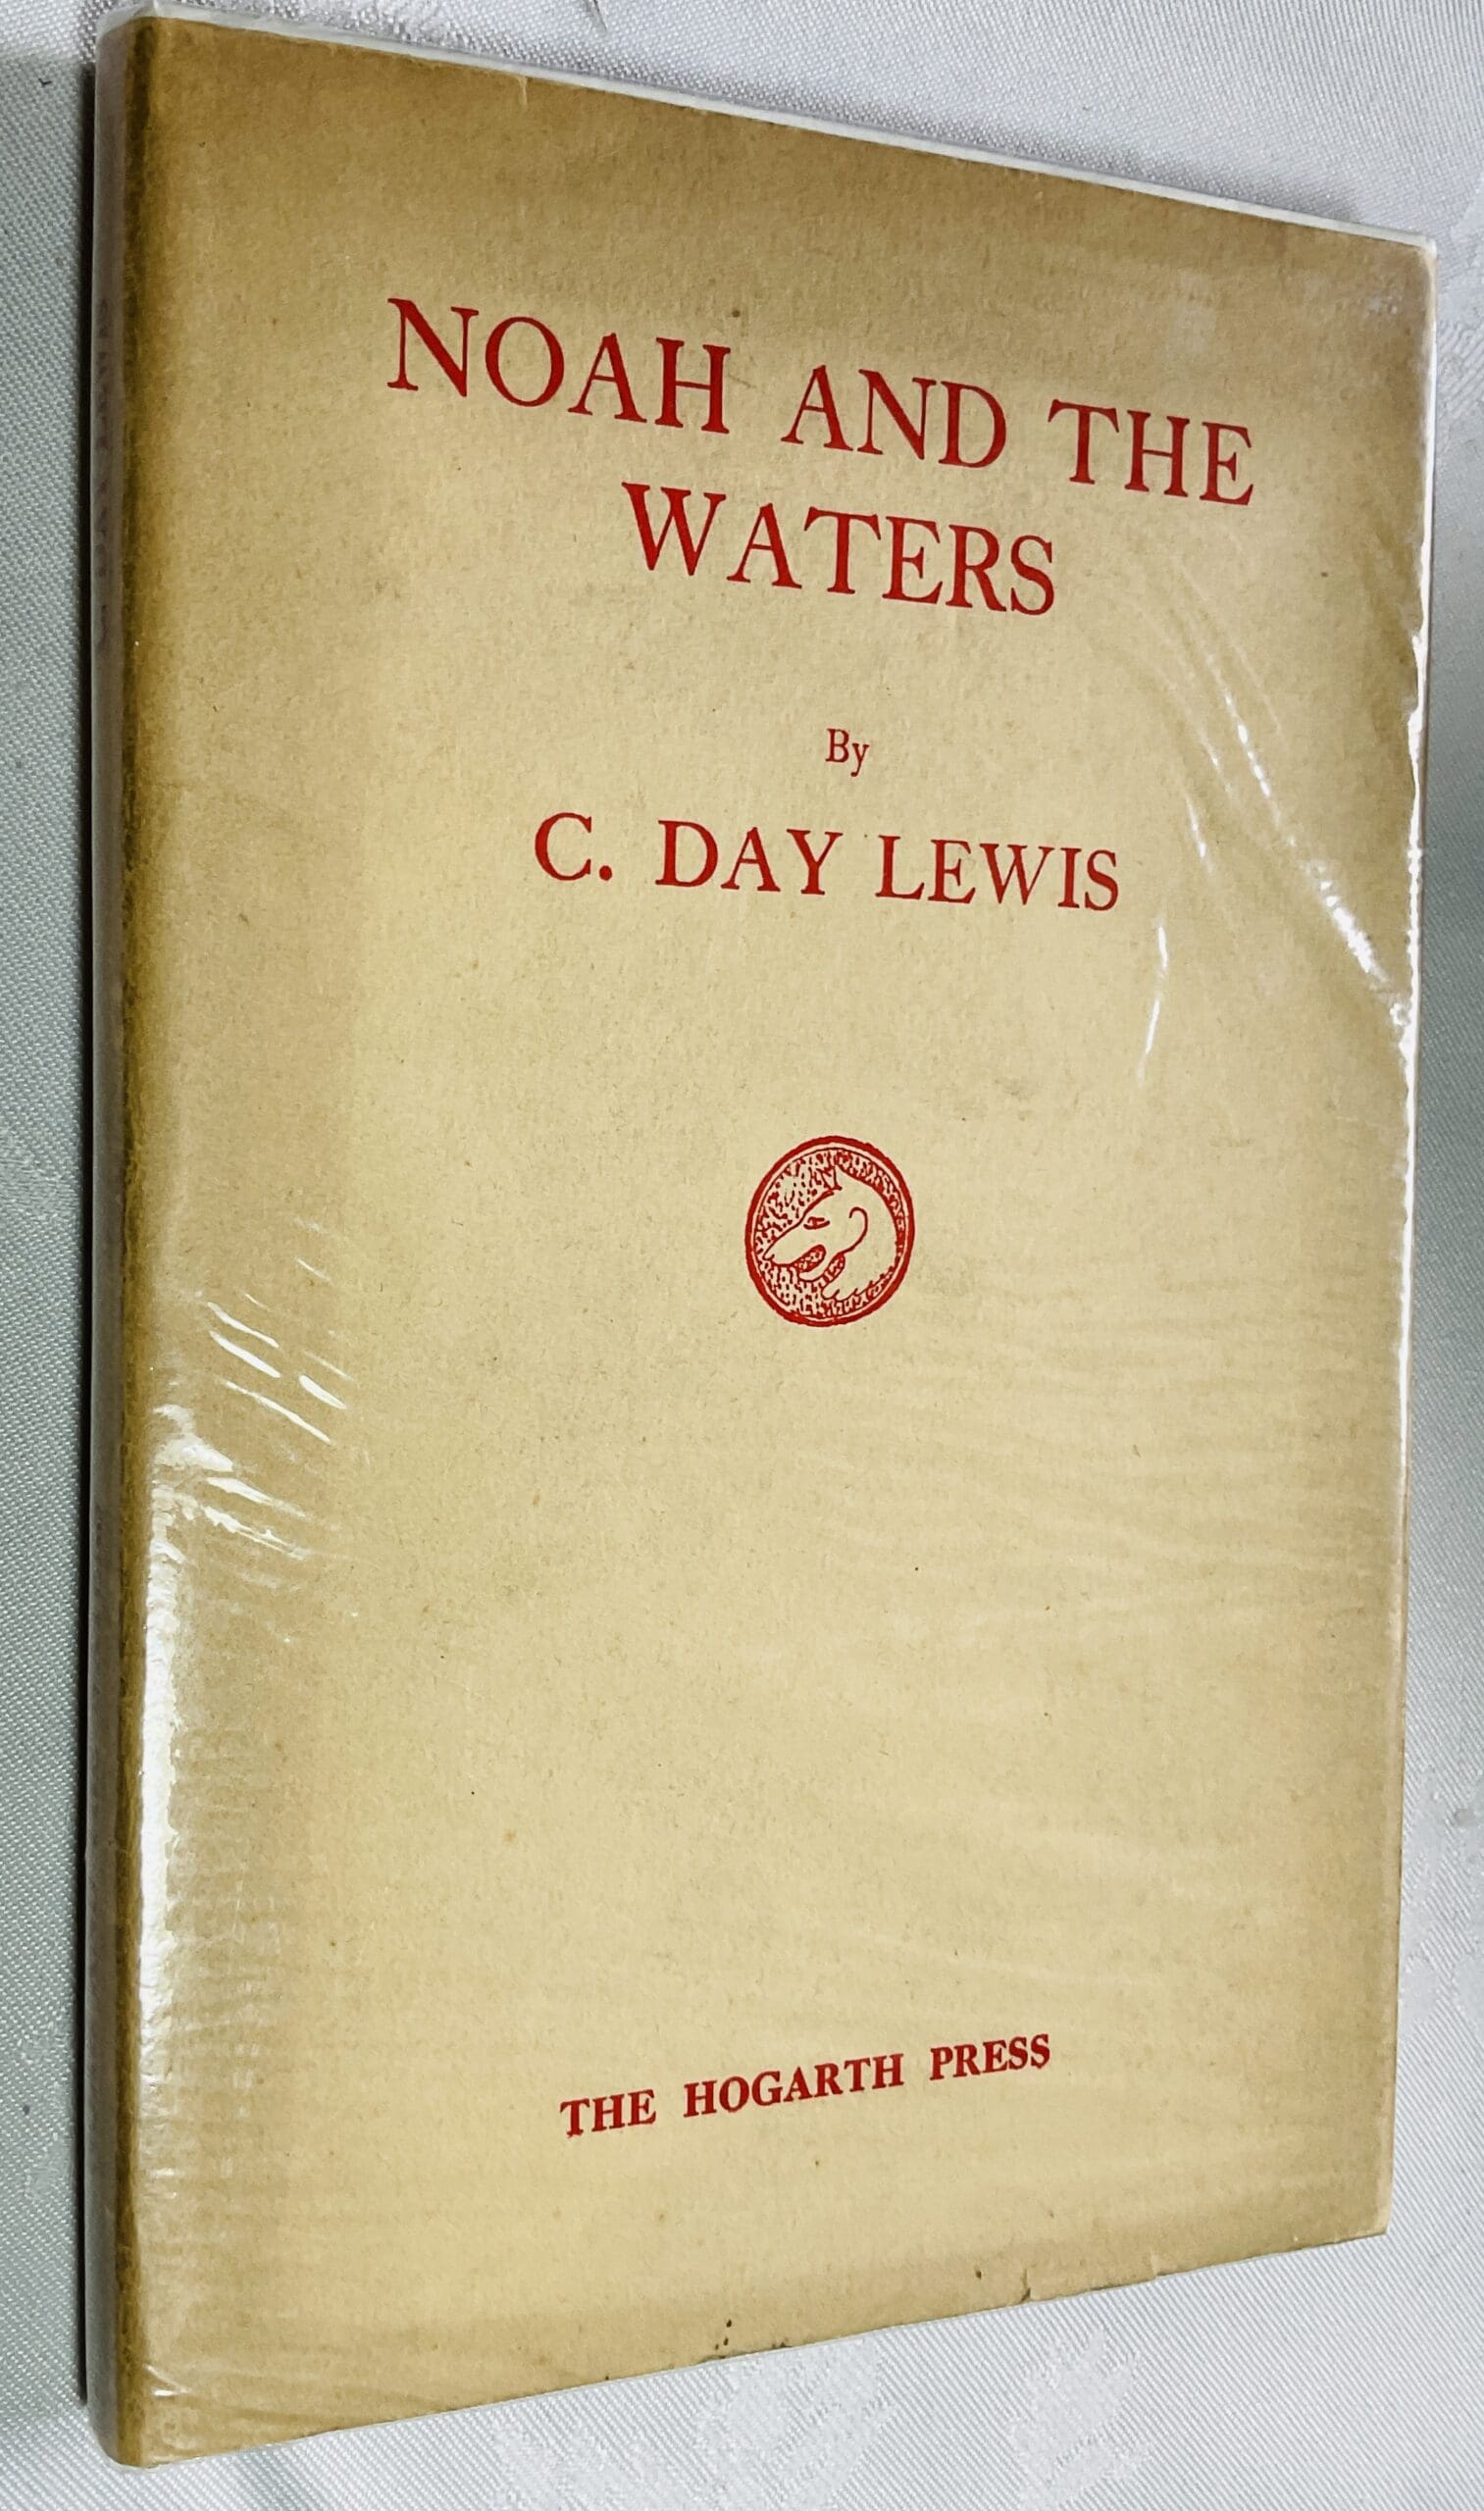 NOAH AND THE
WATERS
By
C. DAY LEWIS
THE HOGARTH PRESS